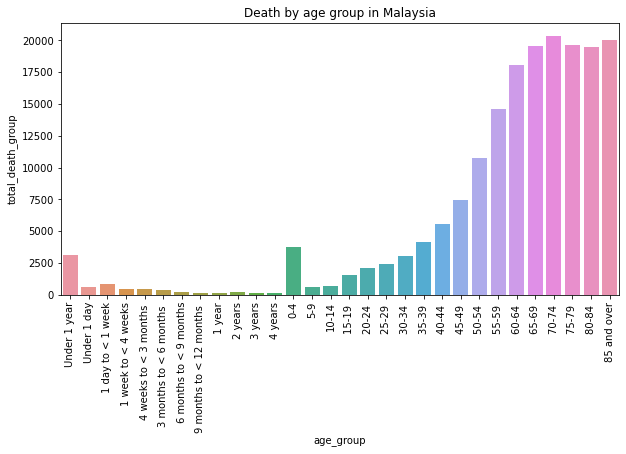 Death by age group in Malaysia
total_death_group
20000
17500
15000
12500
10000
7500
5000
2500
0
Under 1 year
Under 1 day
1 day to < 1 week
1 week to < 4 weeks
4 weeks to < 3 months
3 months to < 6 months
6 months to < 9 months
9 months to < 12 months
1 year
2 years
3 years
4 years
0-4
5-9
10-14
15-19
20-24
25-29
30-34
35-39
40-44
45-49
50-54
55-59
60-64
65-69
70-74
75-79
80-84
85 and over
age_group